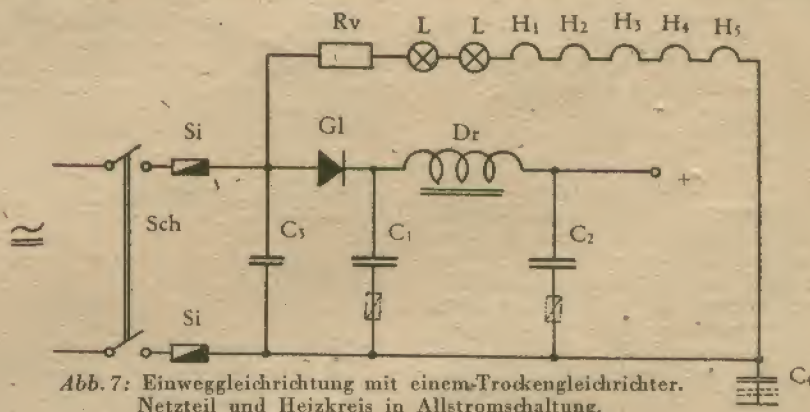 Rv L L H₁ H₂ H₃ H₄ H₅
Si Gl Dr
+
≅ Sch C₃ C₁ C₂
Si
Abb. 7: Einweggleichrichtung mit einem Trockengleichrichter.
Netzteil und Heizkreis in Allstromschaltung.